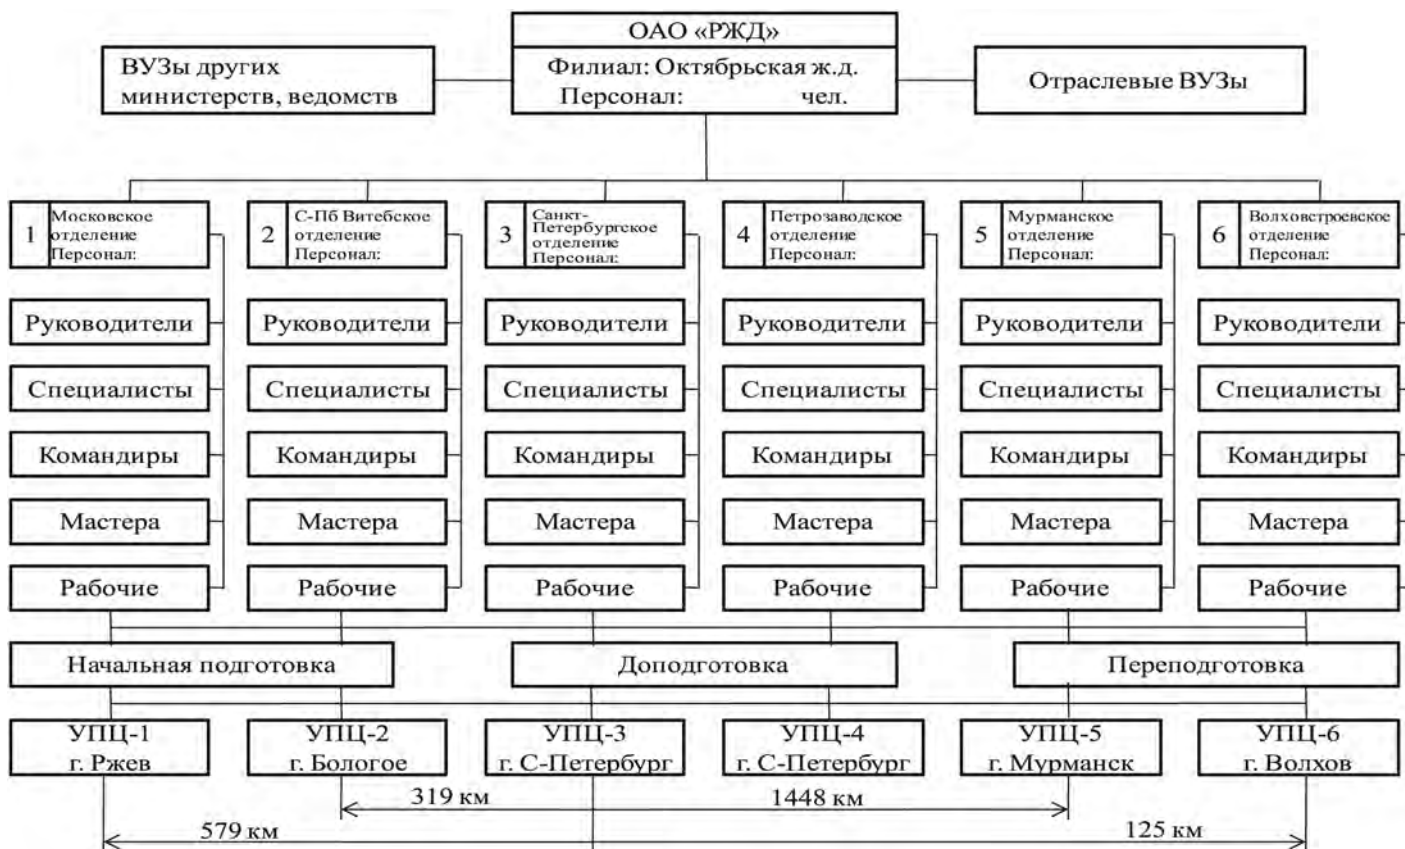 ОАО «РЖД»
ВУЗы других
министерств, ведомств
Филиал: Октябрьская ж.д.
Персонал: чел.
Отраслевые ВУЗы
1
Московское
отделение
Персонал:
2
С-Пб Витебское
отделение
Персонал:
3
Санкт-
Петербургское
отделение
Персонал:
4
Петрозаводское
отделение
Персонал:
5
Мурманское
отделение
Персонал:
6
Волховстроевское
отделение
Персонал:
Руководители
Руководители
Руководители
Руководители
Руководители
Руководители
Специалисты
Специалисты
Специалисты
Специалисты
Специалисты
Специалисты
Командиры
Командиры
Командиры
Командиры
Командиры
Командиры
Мастера
Мастера
Мастера
Мастера
Мастера
Мастера
Рабочие
Рабочие
Рабочие
Рабочие
Рабочие
Рабочие
Начальная подготовка
Доподготовка
Переподготовка
УПЦ-1
г. Ржев
УПЦ-2
г. Бологое
УПЦ-3
г. С-Петербург
УПЦ-4
г. С-Петербург
УПЦ-5
г. Мурманск
УПЦ-6
г. Волхов
319 км
1448 км
579 км
125 км